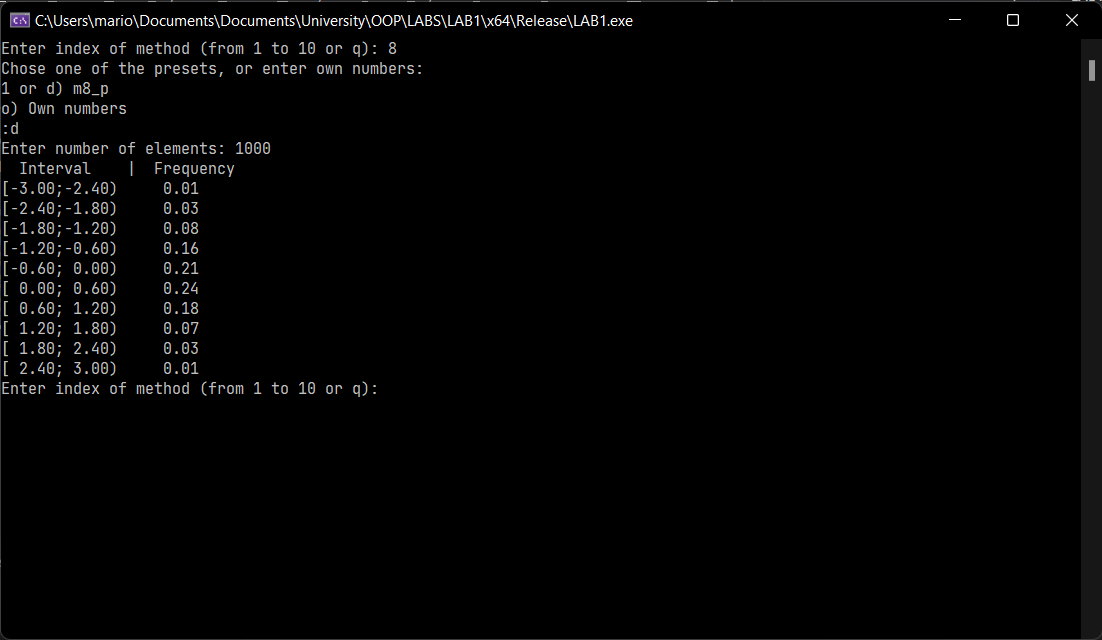 C:\Users\mario\Documents\Documents\University\OOP\LABS\LAB1\x64\Release\LAB1.exe
Enter index of method (from 1 to 10 or q): 8
Chose one of the presets, or enter own numbers:
1 or d) m8_p
o) Own numbers
:d
Enter number of elements: 1000
  Interval    |  Frequency
[-3.00;-2.40)     0.01
[-2.40;-1.80)     0.03
[-1.80;-1.20)     0.08
[-1.20;-0.60)     0.16
[-0.60; 0.00)     0.21
[ 0.00; 0.60)     0.24
[ 0.60; 1.20)     0.18
[ 1.20; 1.80)     0.07
[ 1.80; 2.40)     0.03
[ 2.40; 3.00)     0.01
Enter index of method (from 1 to 10 or q):